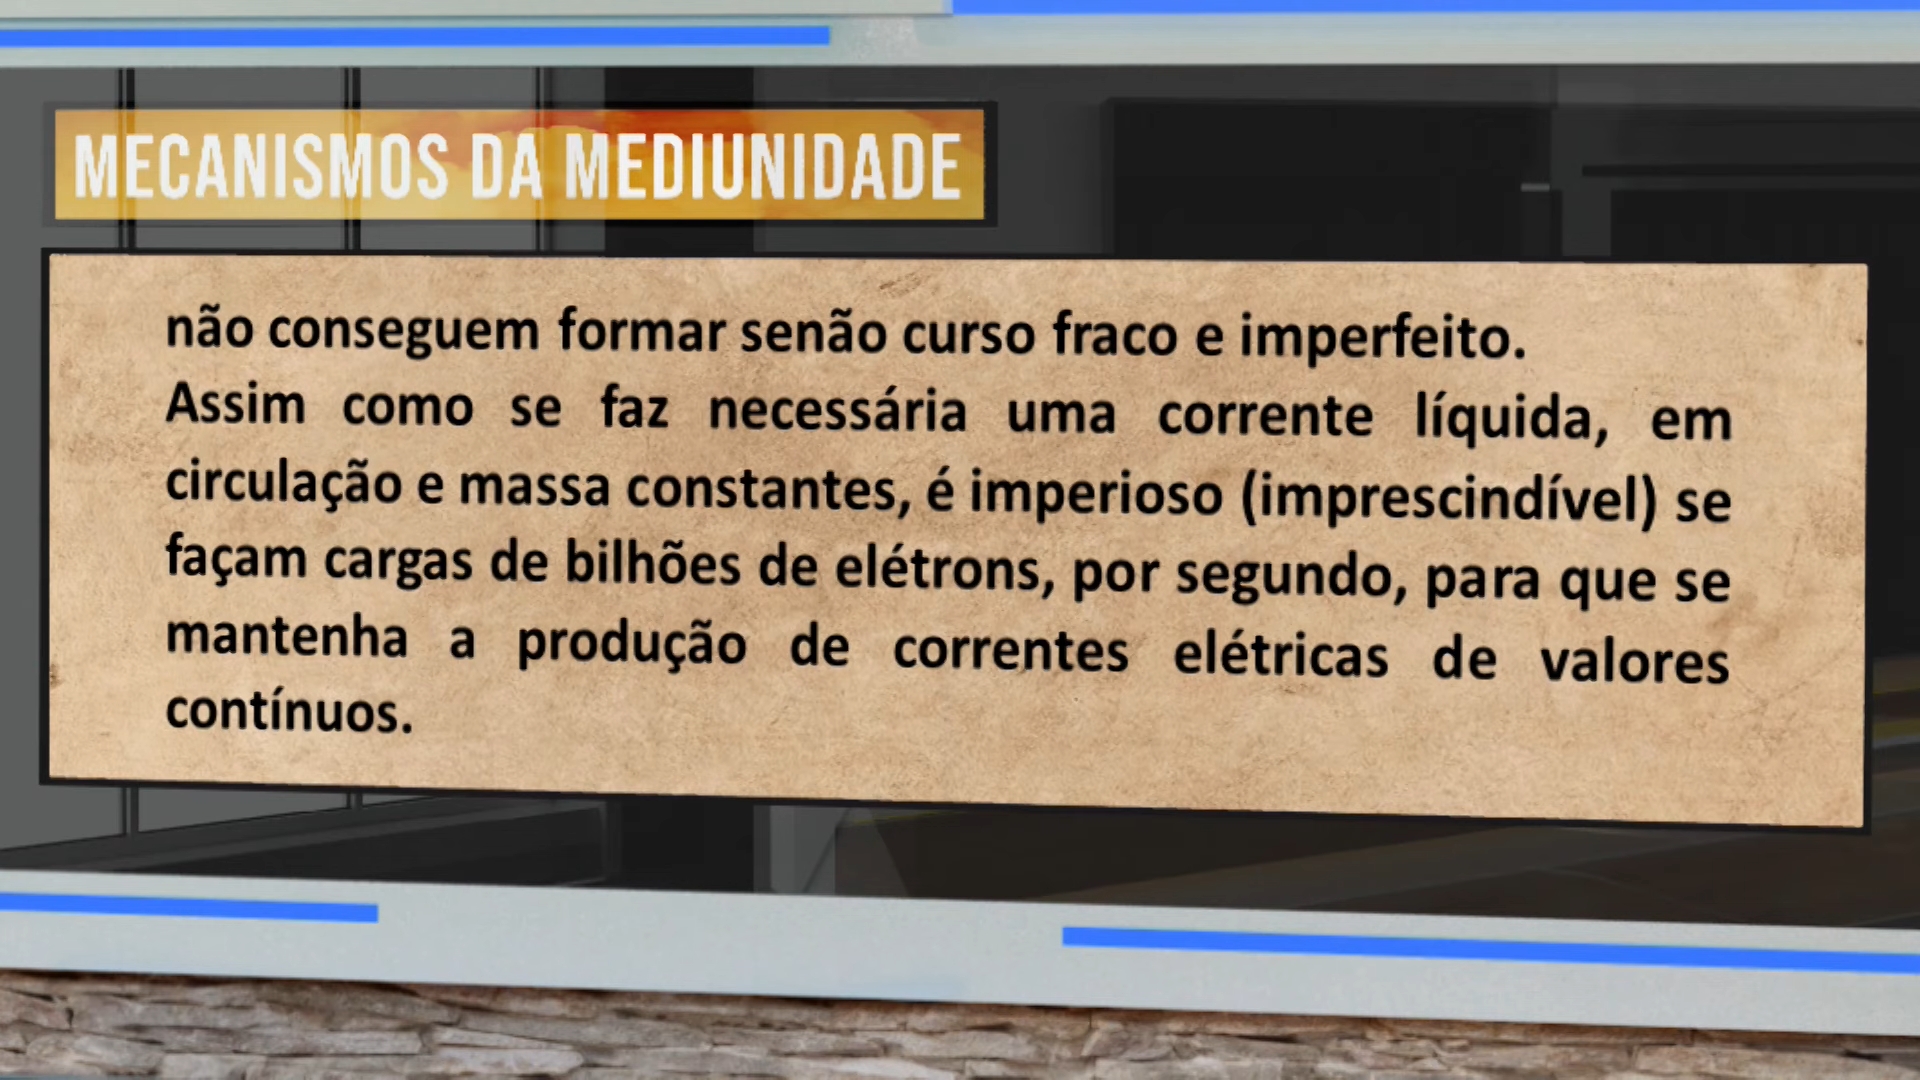 MECANISMOS DA MEDIUNIDADE
não conseguem formar senão curso fraco e imperfeito.
Assim como se faz necessária uma corrente líquida, em
circulação e massa constantes, é imperioso (imprescindível) se
façam cargas de bilhões de elétrons, por segundo, para que se
mantenha a produção de correntes elétricas de valores
contínuos.